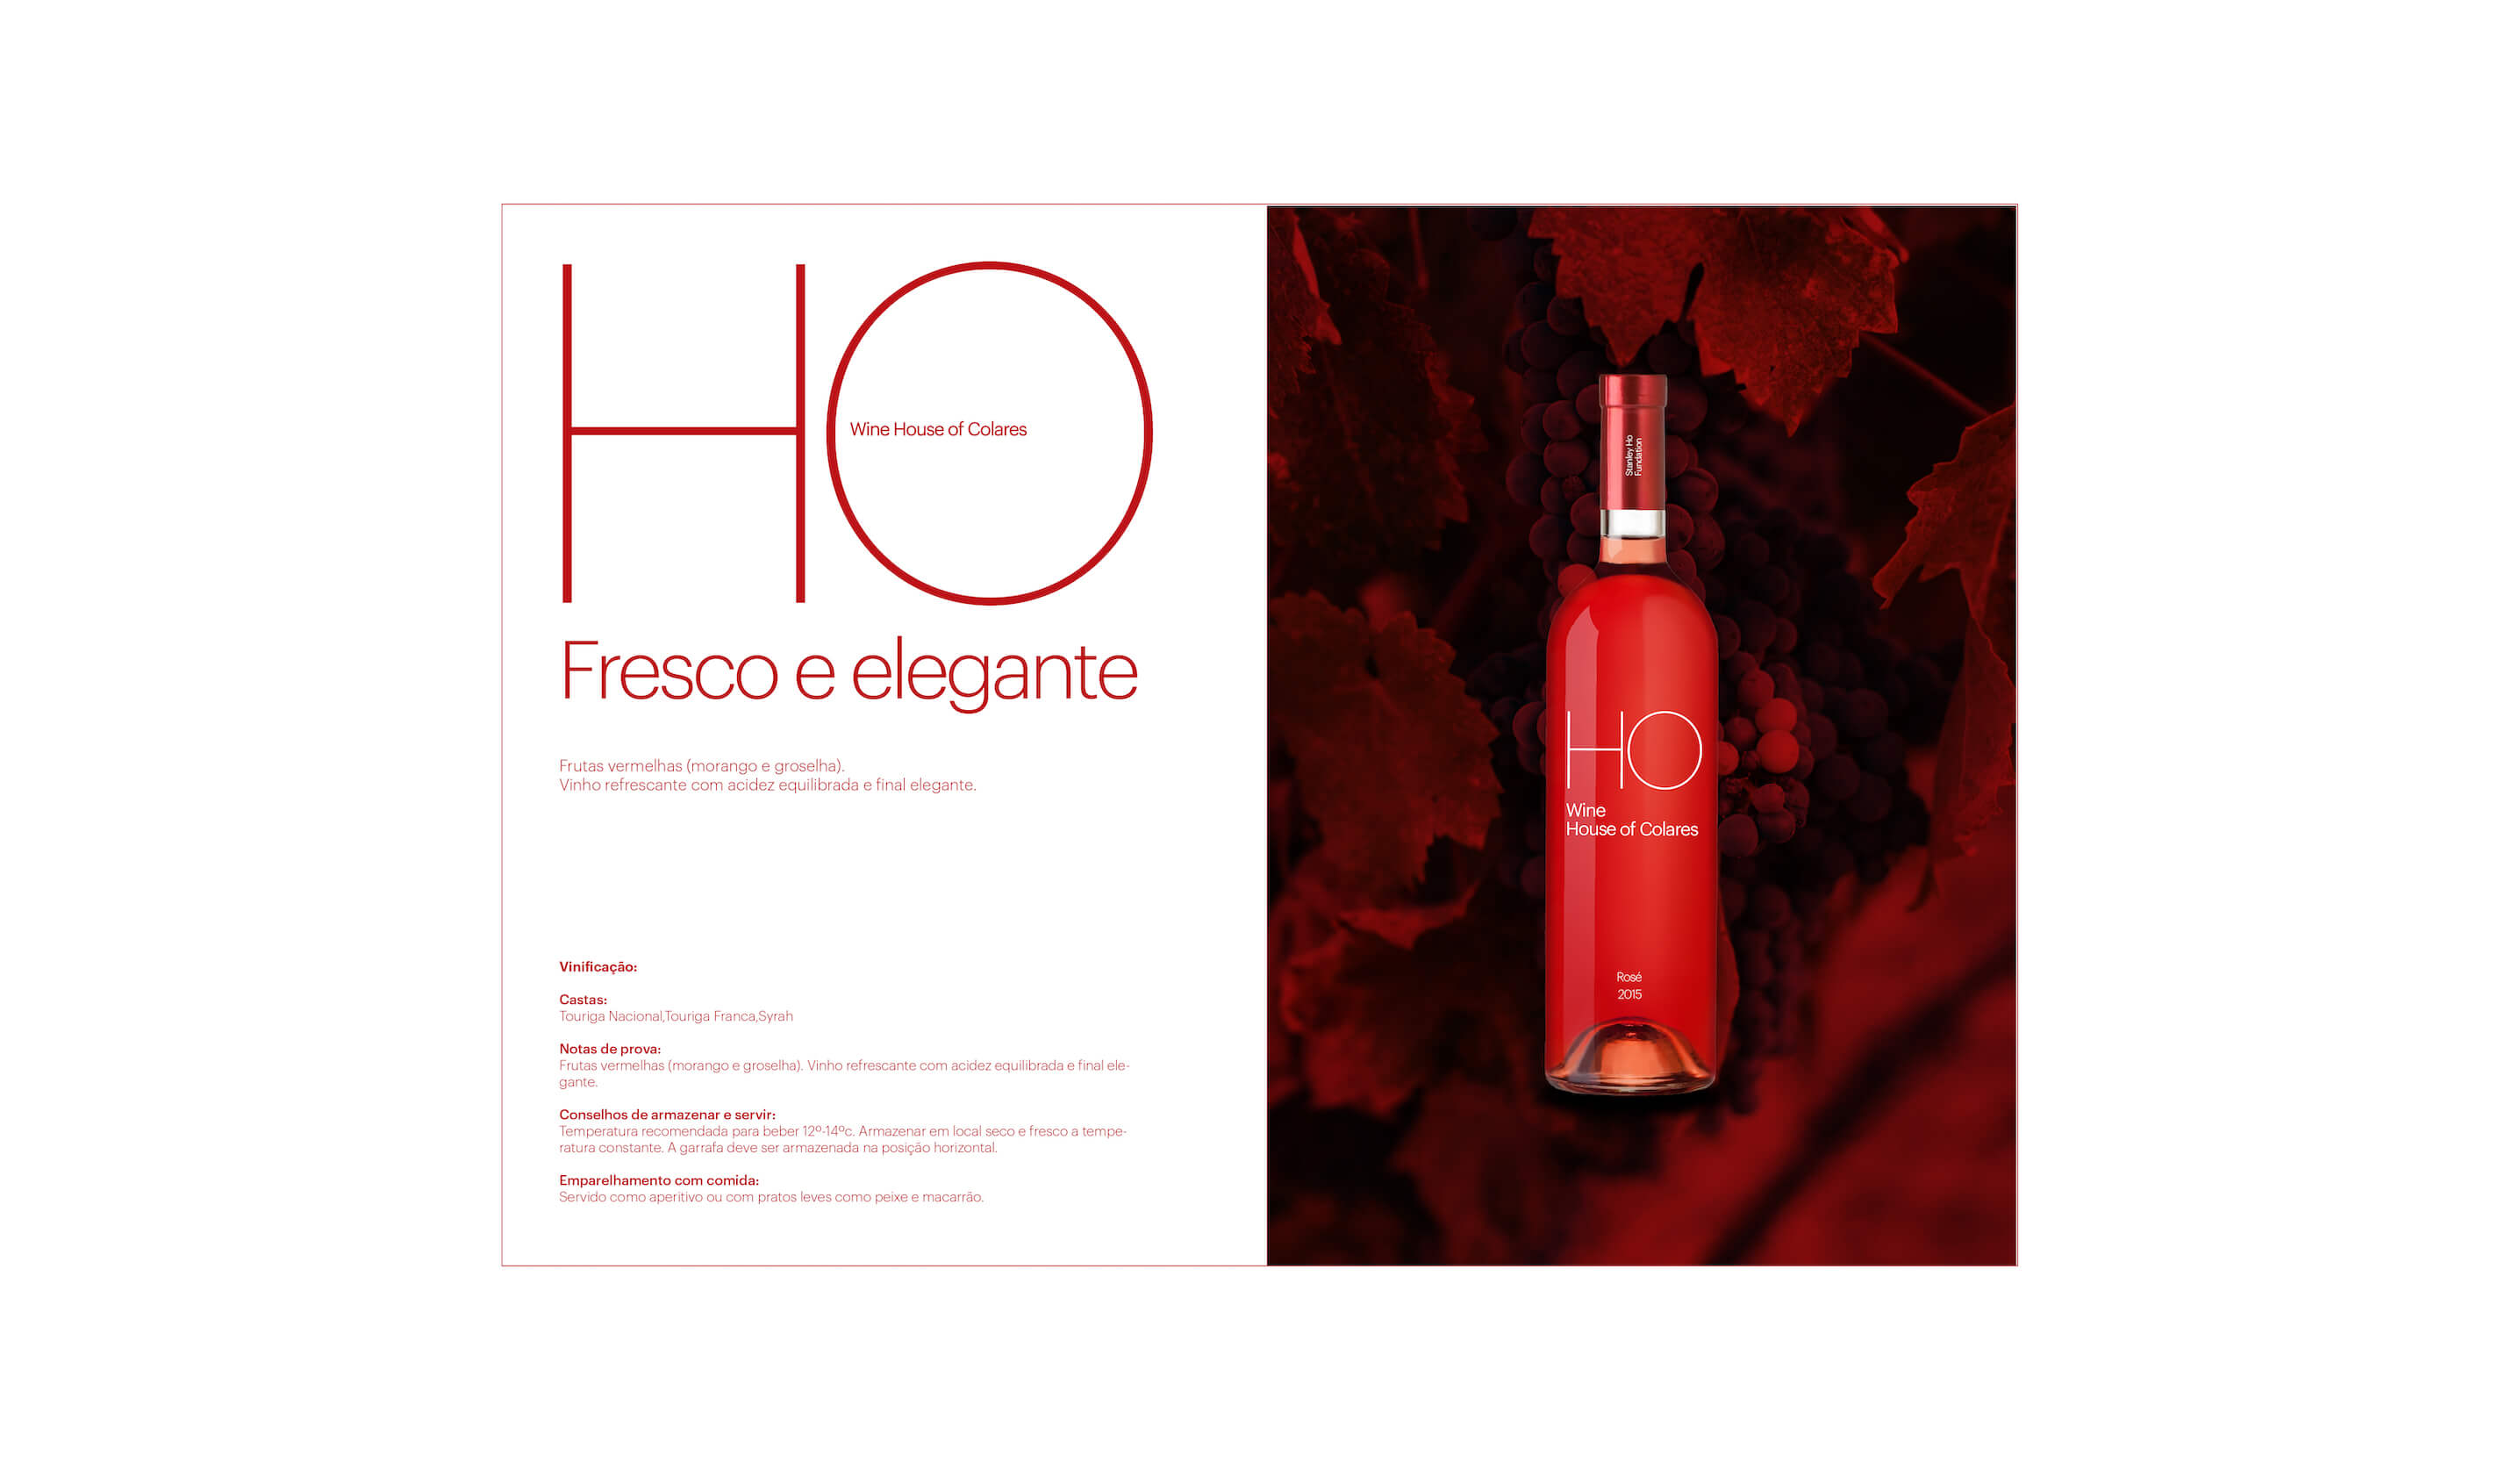 HO
Wine House of Colares
Fresco e elegante
Frutas vermelhas (morango e groselha).
Vinho refrescante com acidez equilibrada e final elegante.
Vinificação:
Castas:
Touriga Nacional,Touriga Franca,Syrah
Notas de prova:
Frutas vermelhas (morango e groselha). Vinho refrescante com acidez equilibrada e final ele-
gante.
Conselhos de armazenar e servir:
Temperatura recomendada para beber 12º-14ºc. Armazenar em local seco e fresco a tempe-
ratura constante. A garrafa deve ser armazenada na posição horizontal.
Emparelhamento com comida:
Servido como aperitivo ou com pratos leves como peixe e macarrão.
Stanley Ho
Fundation
HO
Wine
House of Colares
Rosé
2015